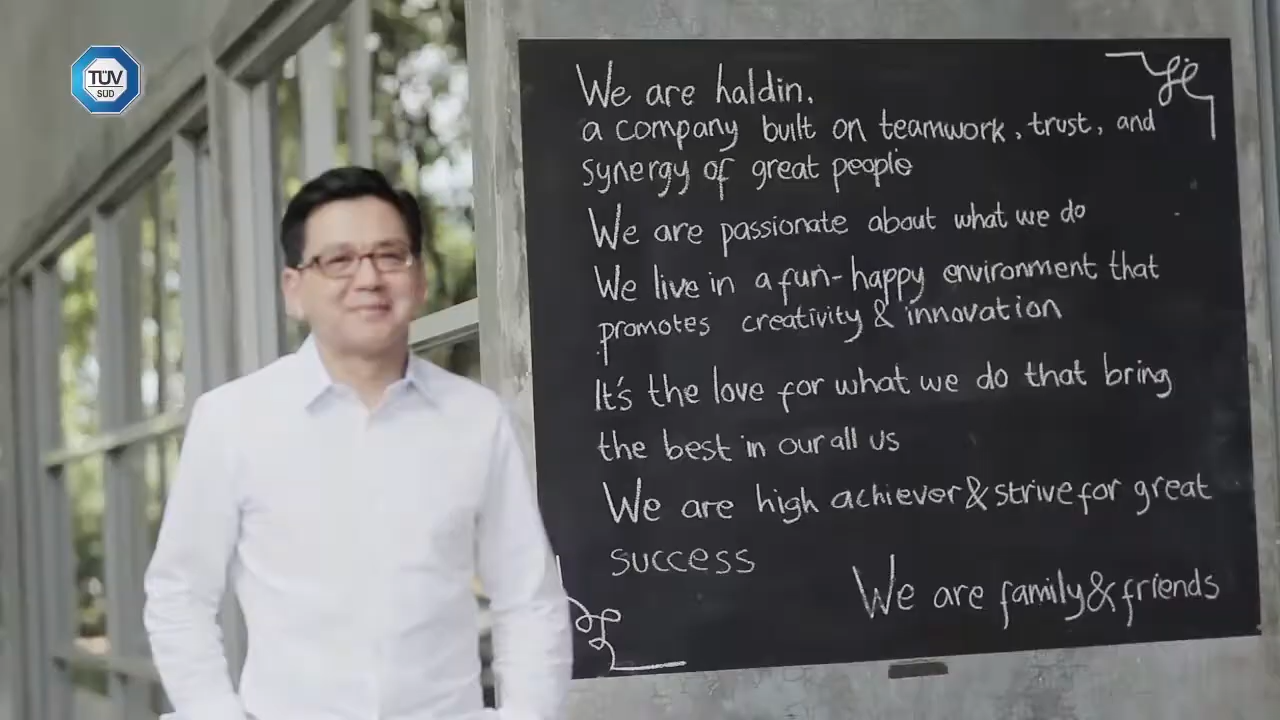 TÜV
SÜD
We are haldin.
a company built on teamwork, trust, and
synergy of great people
We are passionate about what we do
We live in a fun-happy environment that
promotes creativity & innovation
It's the love for what we do that bring
the best in our all us
We are high achiever & strive for great
success
We are family & friends